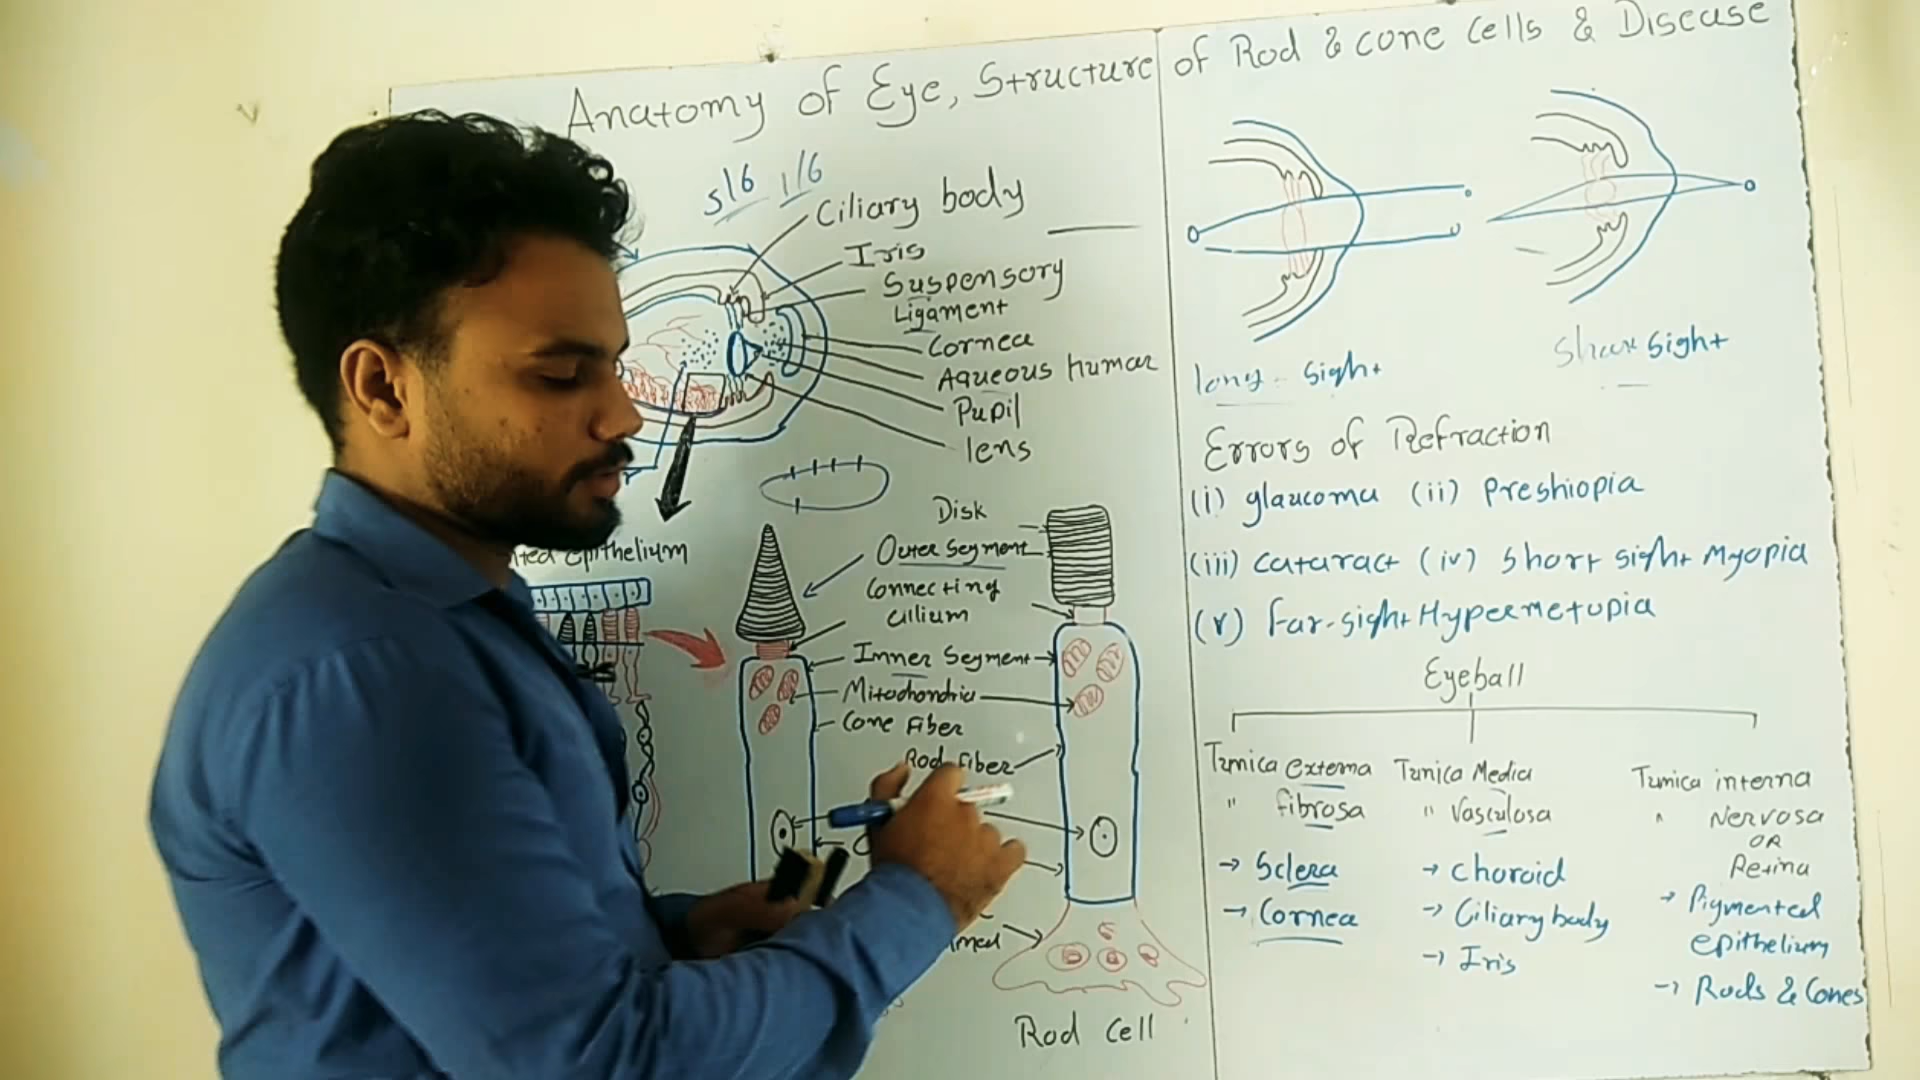 Anatomy of Eye, Structure of Rod & cone cells & Disease
5/6 1/6
Ciliary body
Iris
Suspensory
Ligament
Cornea
Aqueous humar
Pupil
lens
long - sight
sight
Errors of Refraction
(i) glaucoma (ii) Presbiopia
(iii) cataract (iv) short sight Myopia
(v) far-sight Hypermetopia
epithelium
Disk
Outer Segment
Connecting
cilium
Inner Segment
Mitochondria
Cone Fiber
Rod fiber
Rod Cell
Eyeball
Tunica externa
" fibrosa
→ Sclera
→ Cornea
Tunica Media
" Vasculosa
→ choroid
→ Ciliary body
→ Iris
Tunica interna
" Nervosa
OR
Retina
→ Pigmented
epithelium
→ Rods & Cones